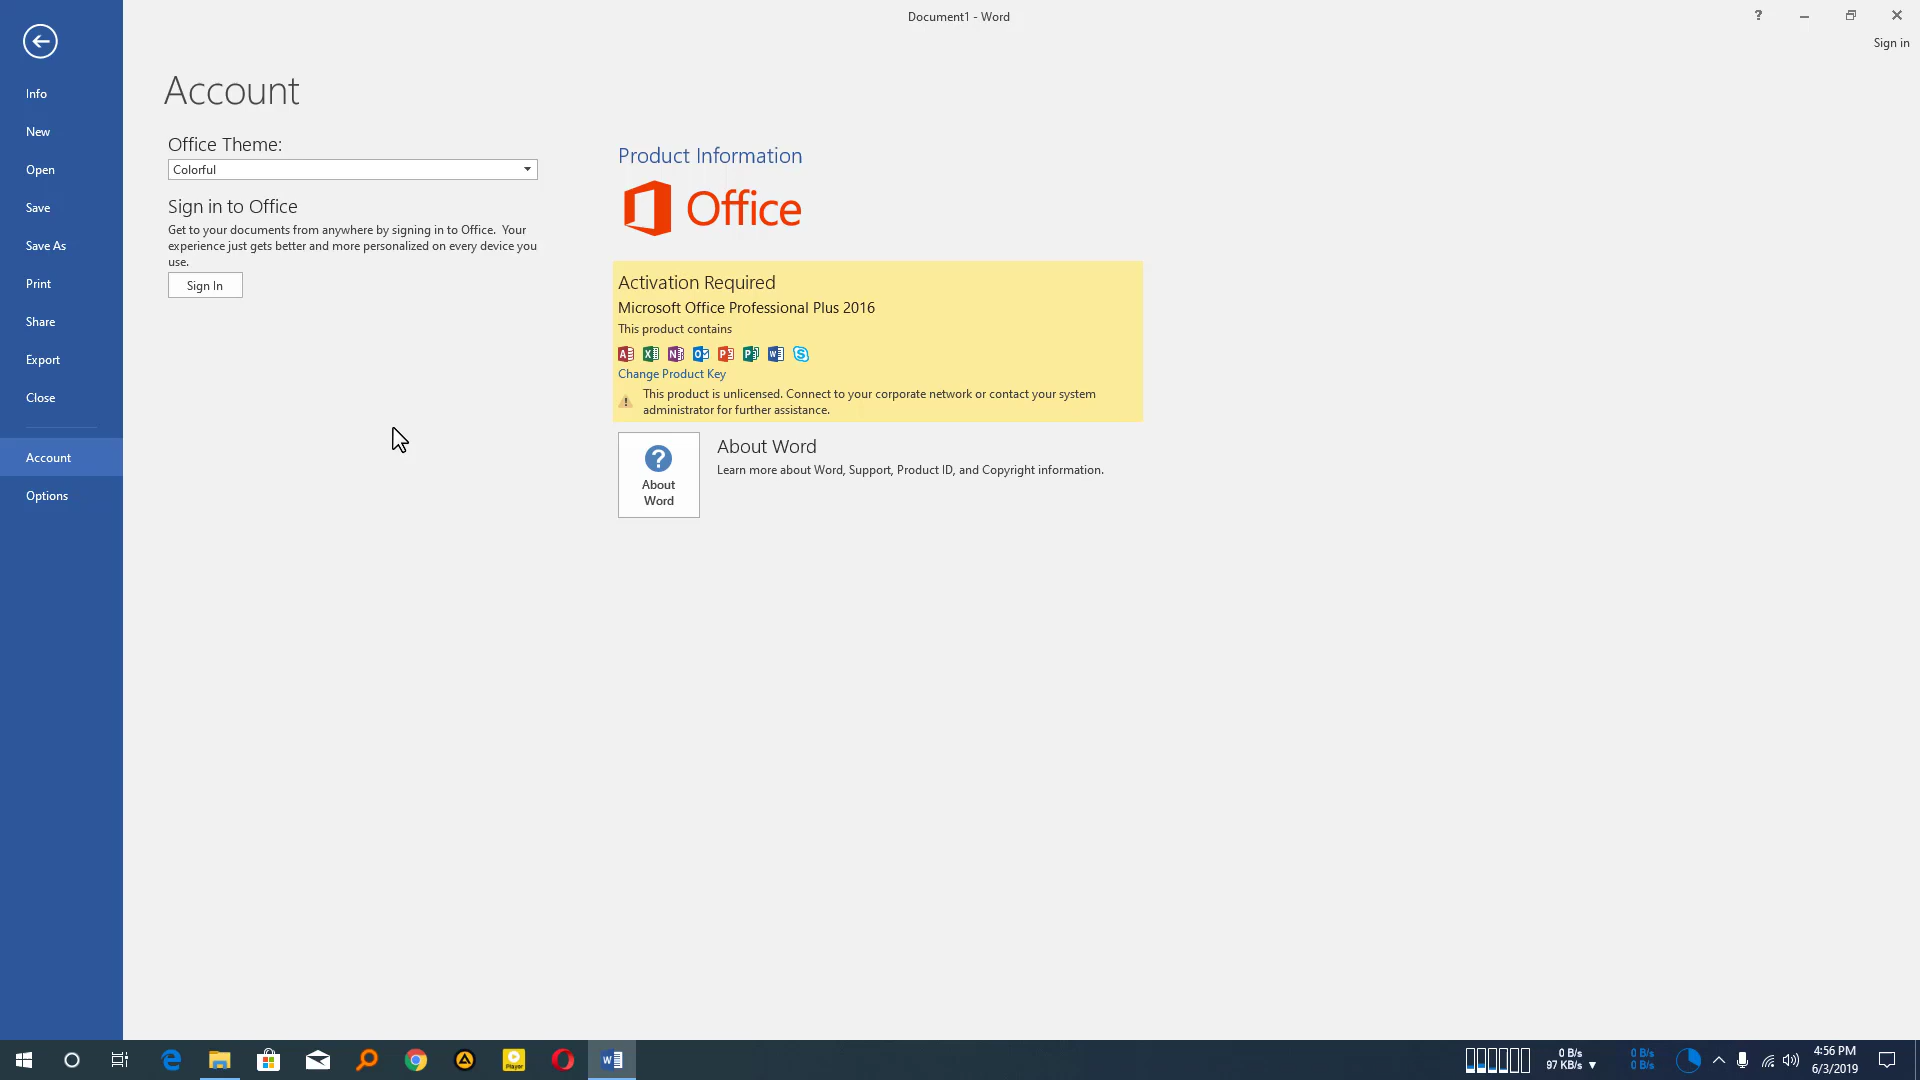 Document1 - Word
?
Sign in
Info
New
Open
Save
Save As
Print
Share
Export
Close
Account
Options
Account
Office Theme:
Colorful
Sign in to Office
Get to your documents from anywhere by signing in to Office. Your
experience just gets better and more personalized on every device you
use.
Sign In
Product Information
Office
Activation Required
Microsoft Office Professional Plus 2016
This product contains
Change Product Key
This product is unlicensed. Connect to your corporate network or contact your system
administrator for further assistance.
?
About
Word
About Word
Learn more about Word, Support, Product ID, and Copyright information.
Player
0 B/s
97 KB/s
0 B/s
0 B/s
4:56 PM
6/3/2019